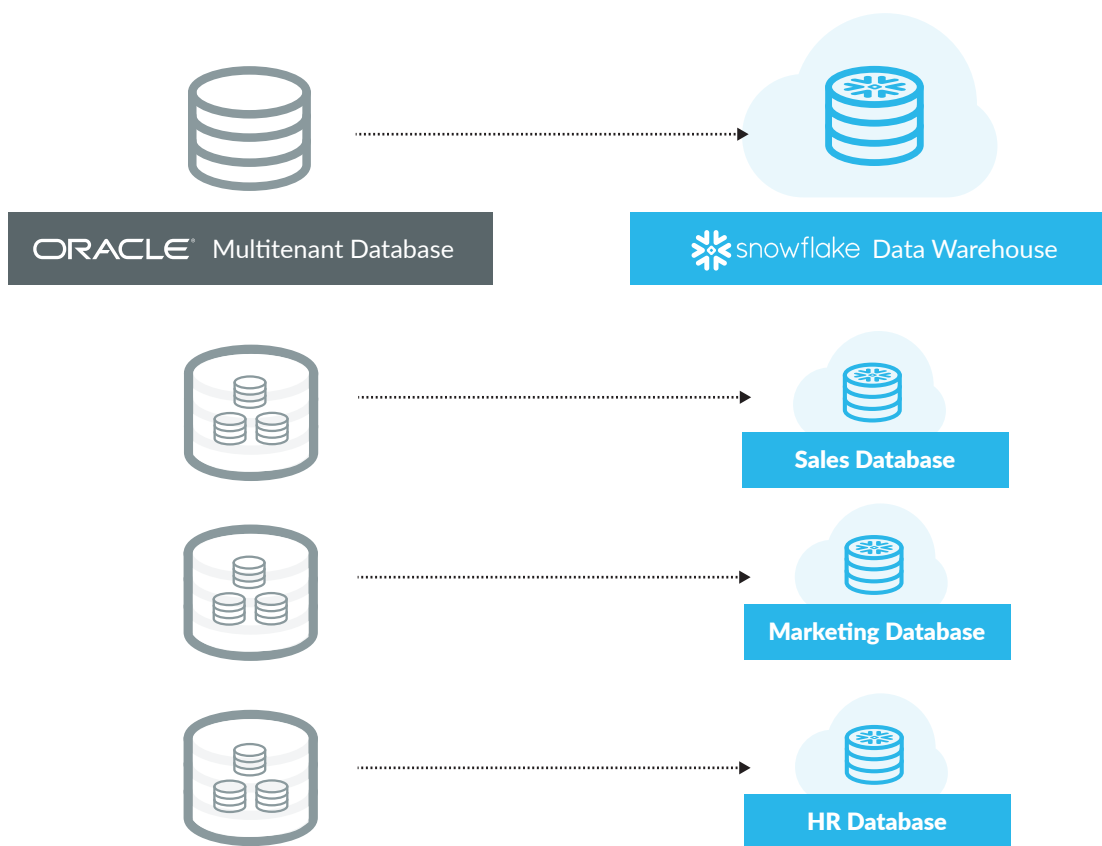 ORACLE® Multitenant Database
snowflake Data Warehouse
Sales Database
Marketing Database
HR Database